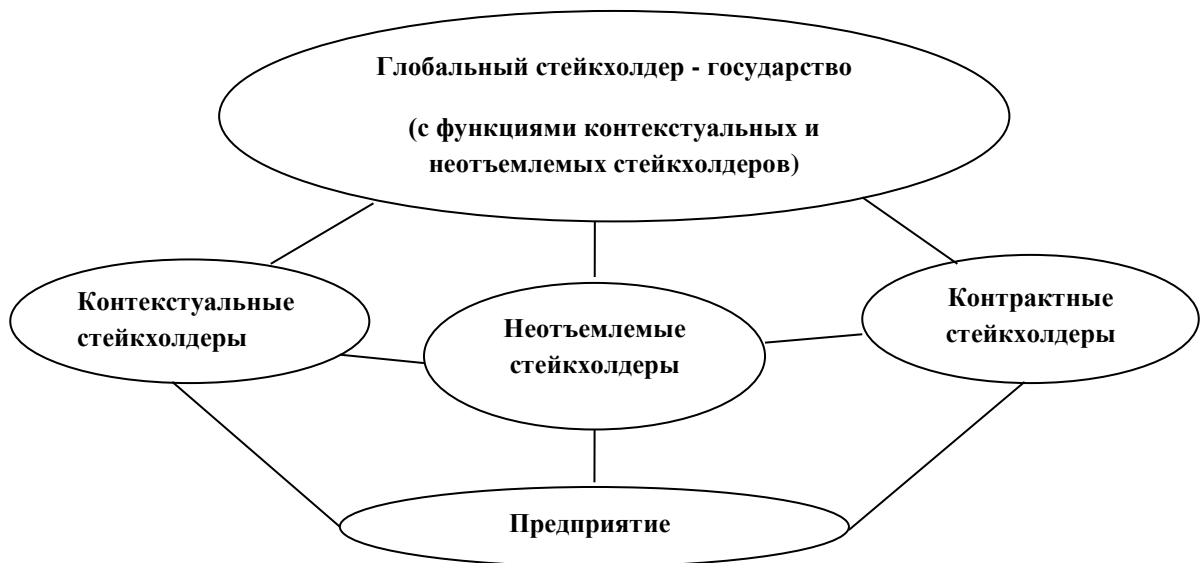 Глобальный стейкхолдер - государство
(с функциями контекстуальных и
неотъемлемых стейкхолдеров)
Контекстуальные
стейкхолдеры
Неотъемлемые
стейкхолдеры
Контрактные
стейкхолдеры
Предприятие